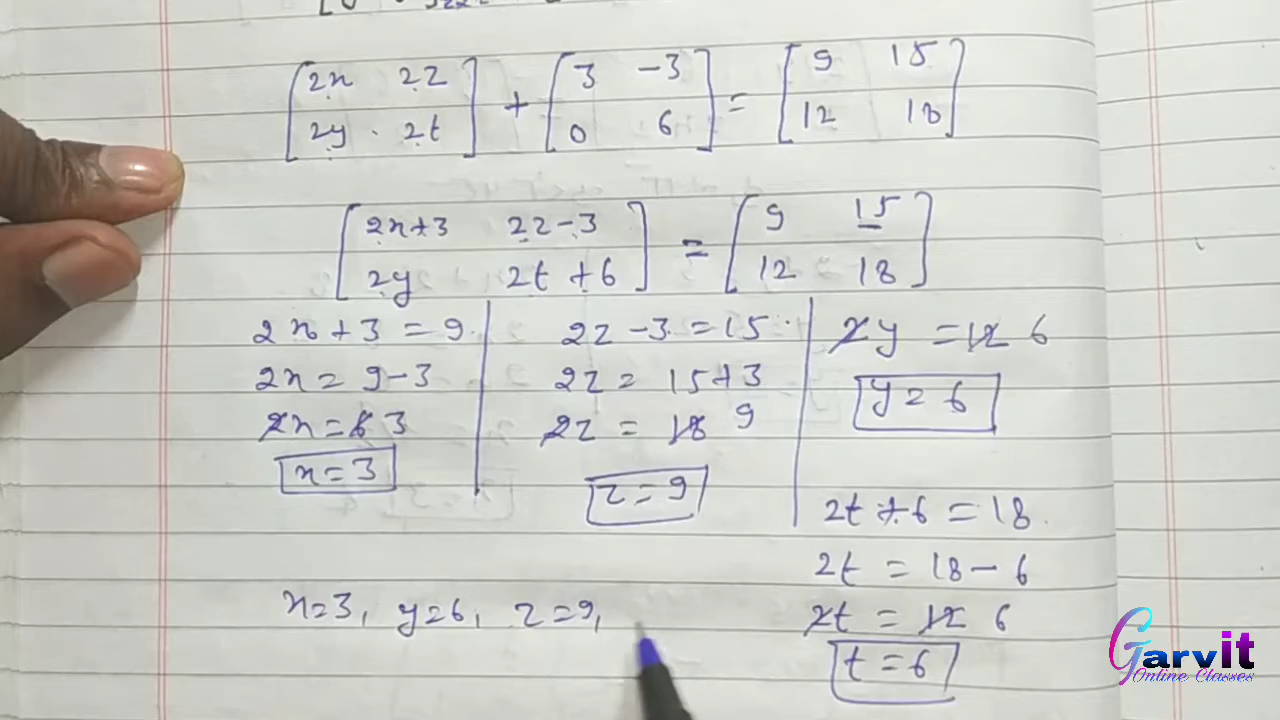 [2x 2z] + [3 -3] = [9 15]
[2y . 2t] [0 6] [12 18]
[2x+3 2z-3] = [9 15]
[2y 2t+6] [12 18]
2x+3=9
2x=9-3
2x=6 3
x=3
2z-3=15
2z=15+3
2z=18 9
z=9
2y=12 6
y=6
2t+6=18
2t=18-6
2t=12 6
t=6
x=3, y=6, z=9,
Garvit
Online Classes